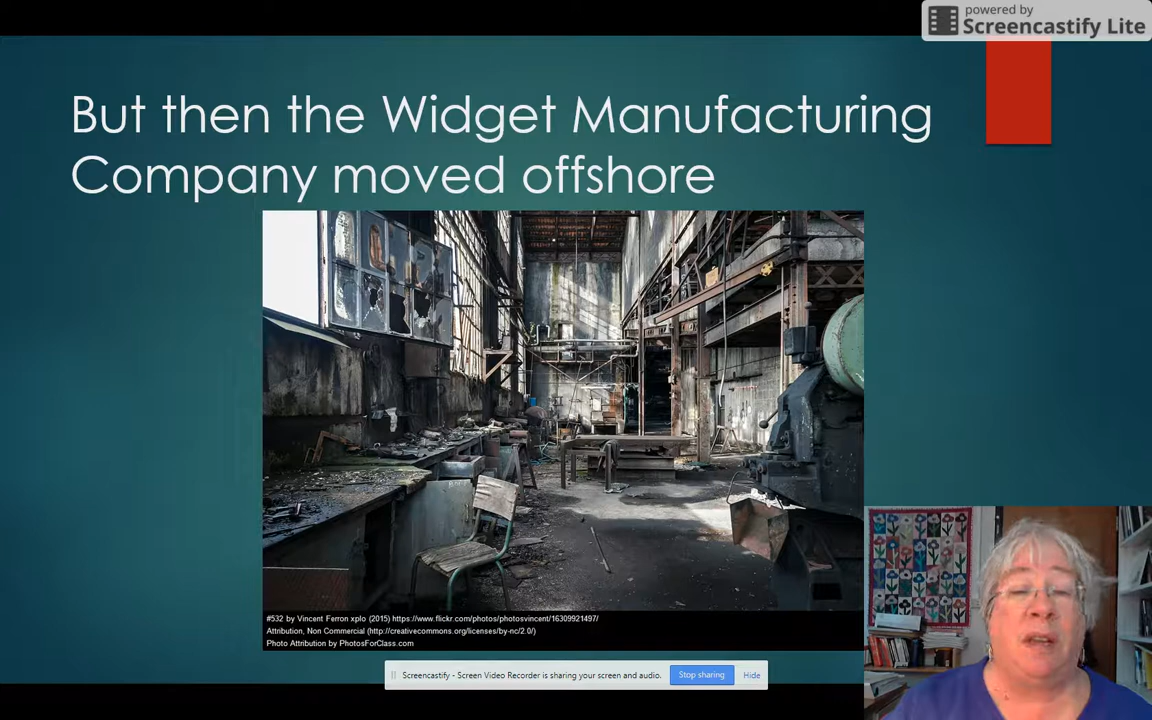 powered by
Screencastify Lite
But then the Widget Manufacturing
Company moved offshore
#532 by Vincent Ferron xplo (2015) https://www.flickr.com/photos/photosvincent/16309921497/
Attribution, Non Commercial (http://creativecommons.org/licenses/by-nc/2.0/)
Photo Attribution by PhotosForClass.com
Screencastify - Screen Video Recorder is sharing your screen and audio. Stop sharing Hide